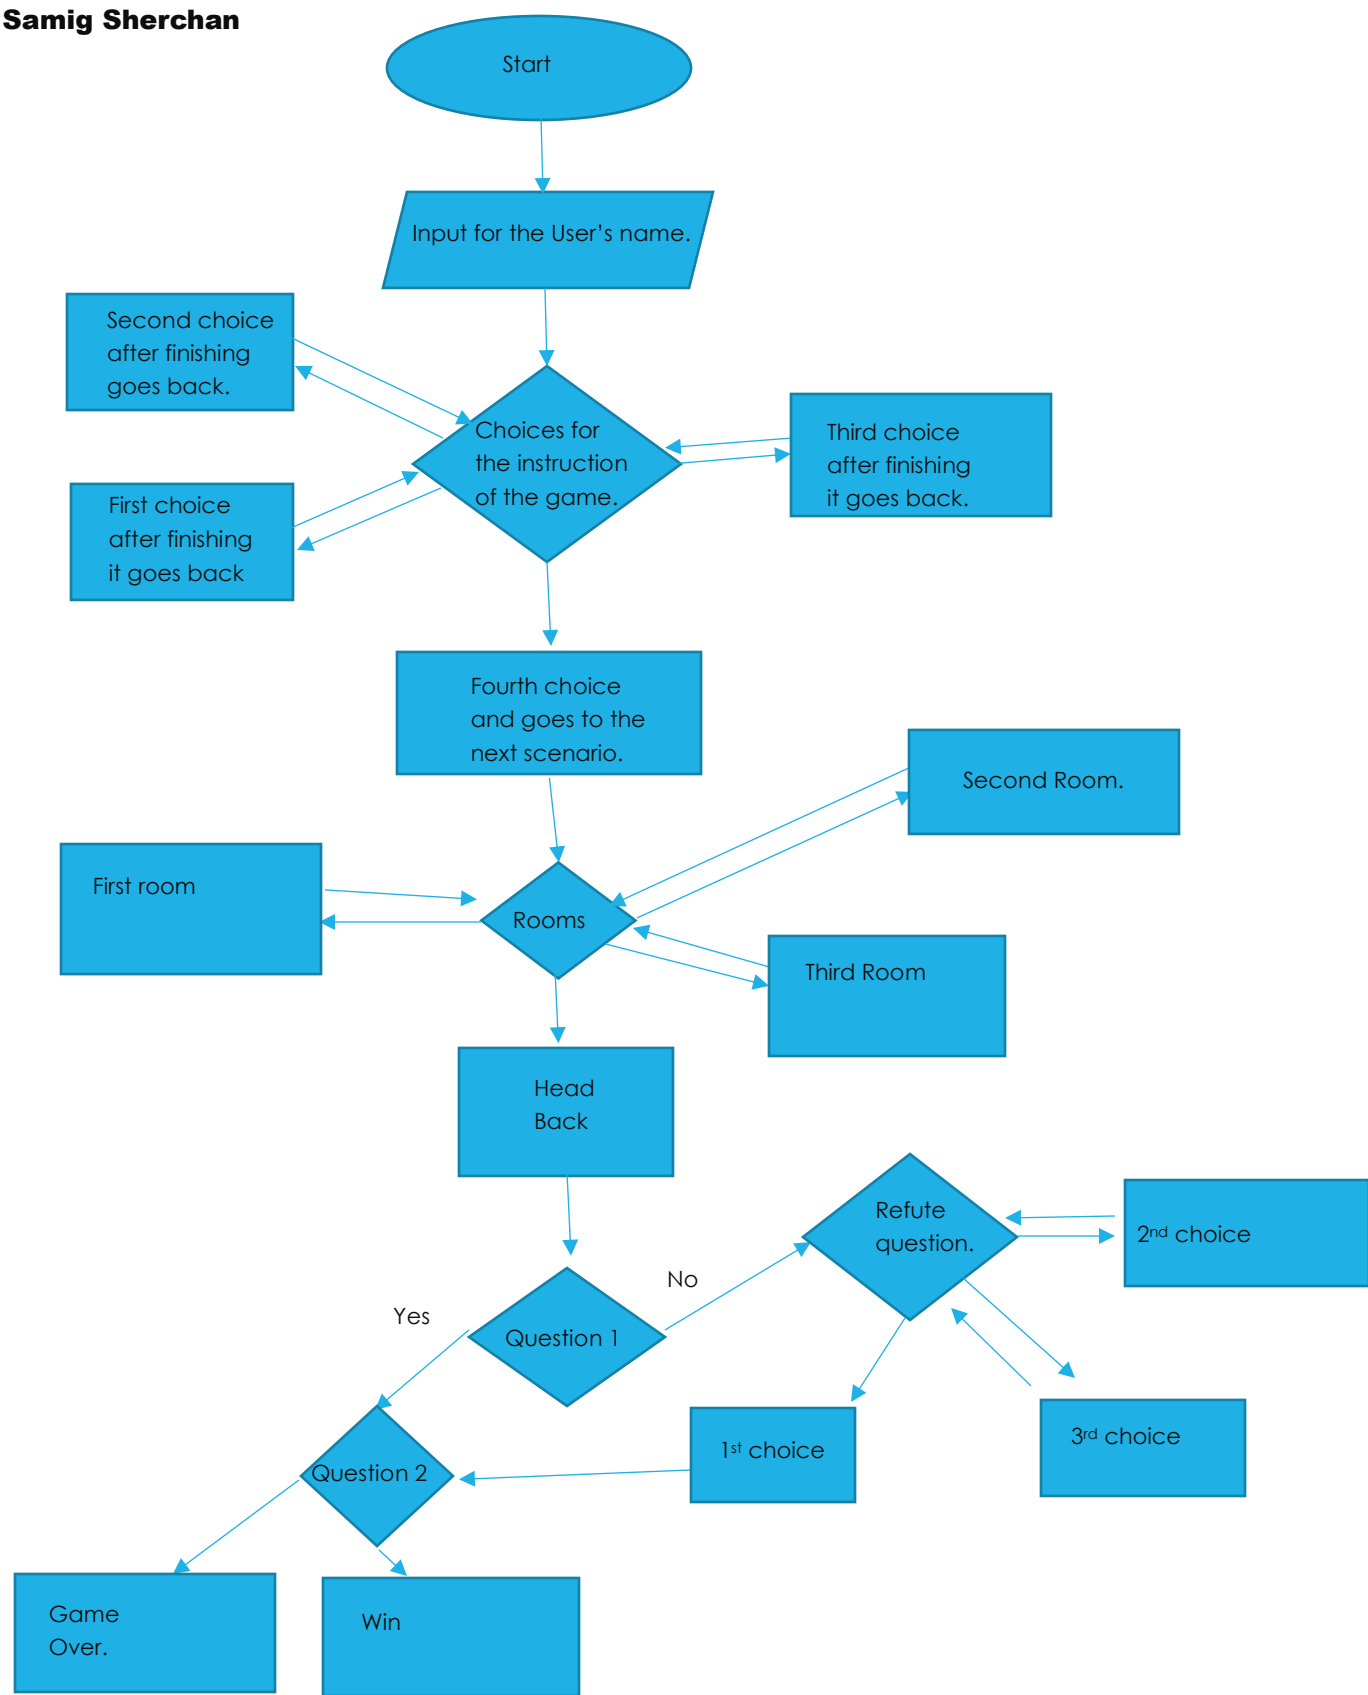 Samig Sherchan
Start
Input for the User’s name.
Second choice
after finishing
goes back.
Choices for
the instruction
of the game.
Third choice
after finishing
it goes back.
First choice
after finishing
it goes back
Fourth choice
and goes to the
next scenario.
Second Room.
First room
Rooms
Third Room
Head
Back
Refute
question.
2nd choice
No
Yes
Question 1
1st choice
3rd choice
Question 2
Game
Over.
Win